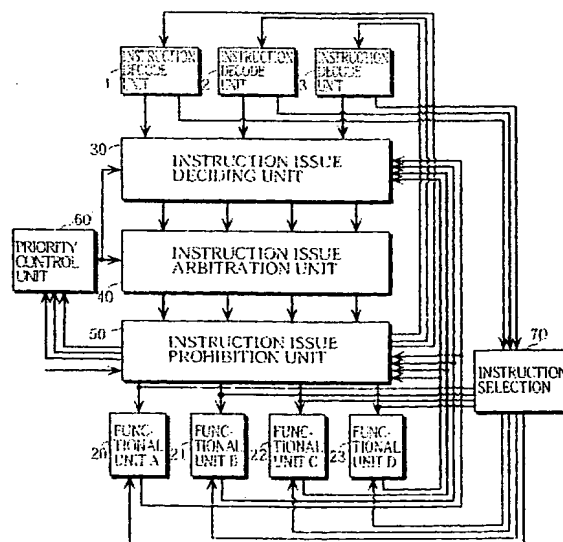 INSTRUCTION
DECODE
UNIT
1
INSTRUCTION
DECODE
UNIT
2
INSTRUCTION
DECODE
UNIT
3
30
INSTRUCTION ISSUE
DECIDING UNIT
60
PRIORITY
CONTROL
UNIT
INSTRUCTION ISSUE
ARBITRATION UNIT
40
50
INSTRUCTION ISSUE
PROHIBITION UNIT
70
INSTRUCTION
SELECTION
20
FUNC-
TIONAL
UNIT A
21
FUNC-
TIONAL
UNIT B
22
FUNC-
TIONAL
UNIT C
23
FUNC-
TIONAL
UNIT D